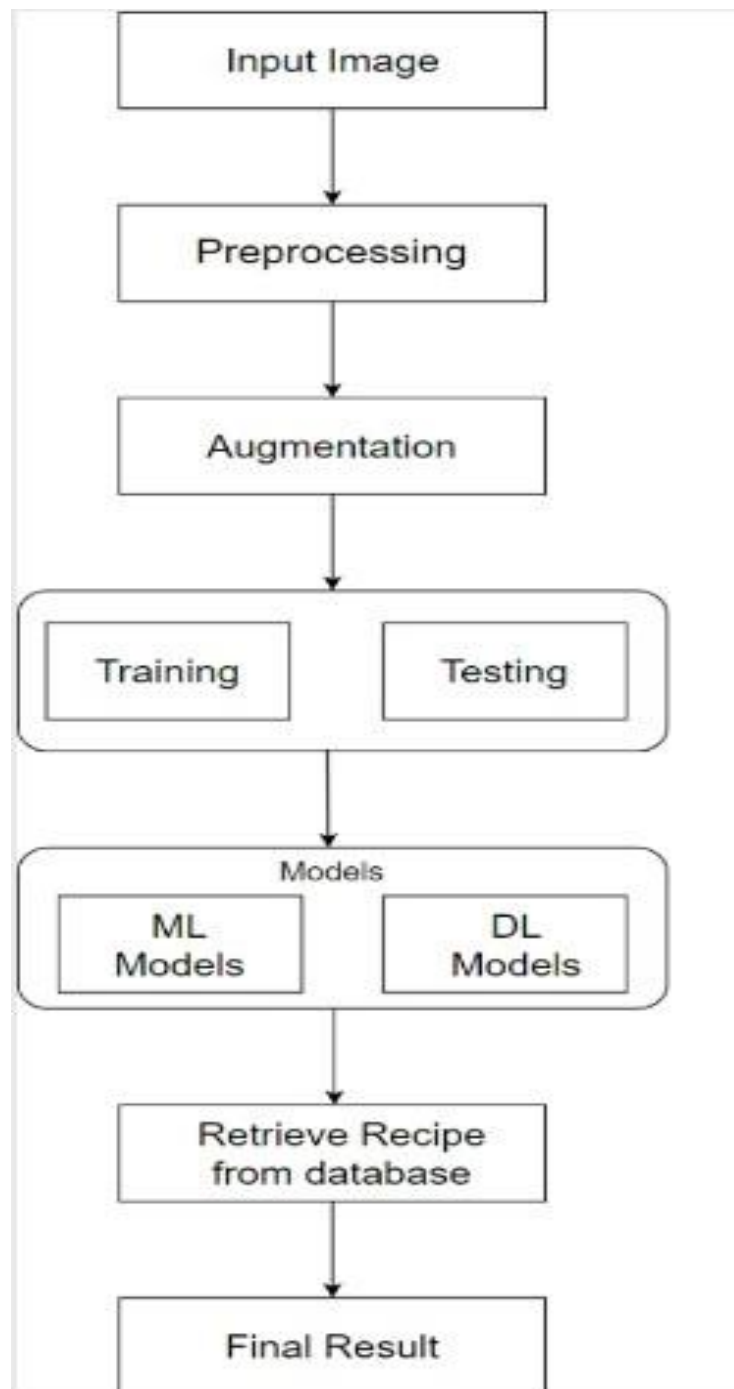 Input Image
Preprocessing
Augmentation
Training
Testing
Models
ML
Models
DL
Models
Retrieve Recipe
from database
Final Result